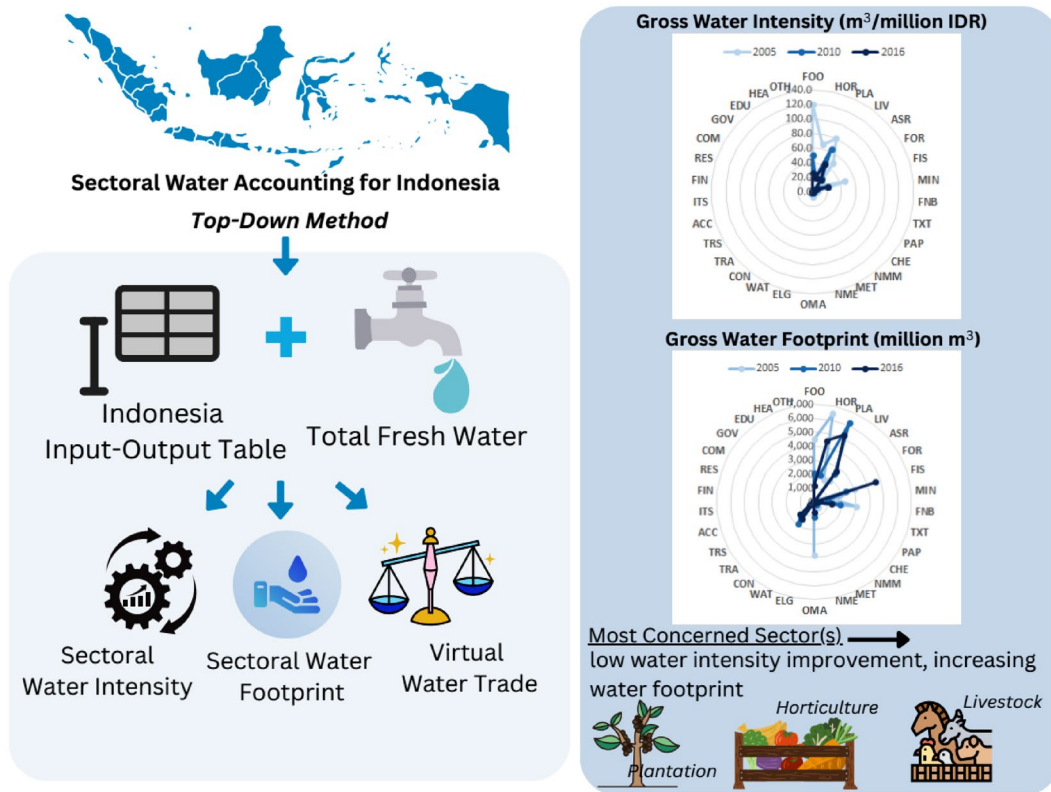 Sectoral Water Accounting for Indonesia
Top-Down Method
Indonesia
Input-Output Table
Total Fresh Water
Sectoral
Water Intensity
Sectoral Water
Footprint
Virtual
Water Trade
Gross Water Intensity (m³/million IDR)
2005 2010 2016
FOO
HOR
PLA
LIV
ASR
FOR
FIS
MIN
FNB
TXT
PAP
CHE
NMM
MET
NME
OMA
ELG
WAT
CON
TRA
TRS
ACC
ITS
FIN
RES
COM
GOV
EDU
HEA
OTH
140.0
120.0
100.0
80.0
60.0
40.0
20.0
0.0
Gross Water Footprint (million m³)
2005 2010 2016
FOO
HOR
PLA
LIV
ASR
FOR
FIS
MIN
FNB
TXT
PAP
CHE
NMM
MET
NME
OMA
ELG
WAT
CON
TRA
TRS
ACC
ITS
FIN
RES
COM
GOV
EDU
HEA
OTH
7,000
6,000
5,000
4,000
3,000
2,000
1,000
Most Concerned Sector(s)
low water intensity improvement, increasing
water footprint
Plantation
Horticulture
Livestock